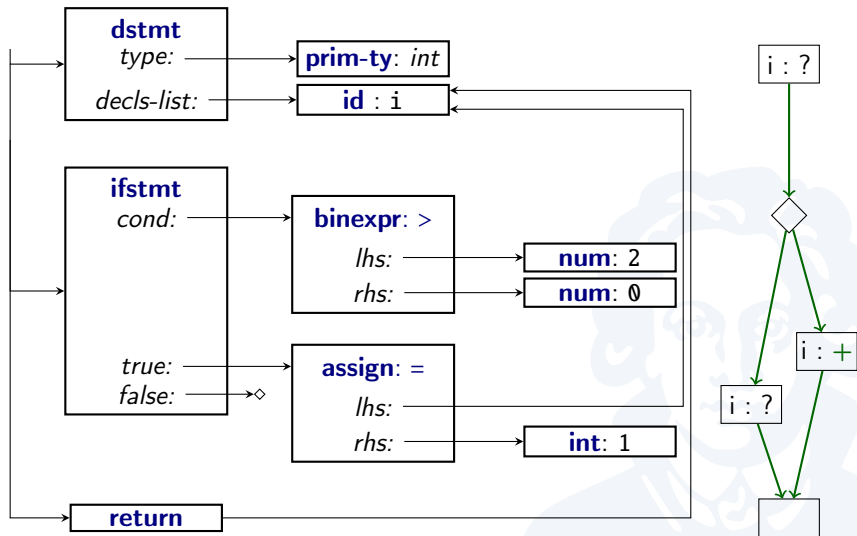 dstmt
type:
prim-ty: int
decls-list:
id : i
i : ?
ifstmt
cond:
binexpr: >
lhs:
num: 2
rhs:
num: 0
true:
assign: =
i : +
false:
lhs:
i : ?
rhs:
int: 1
return